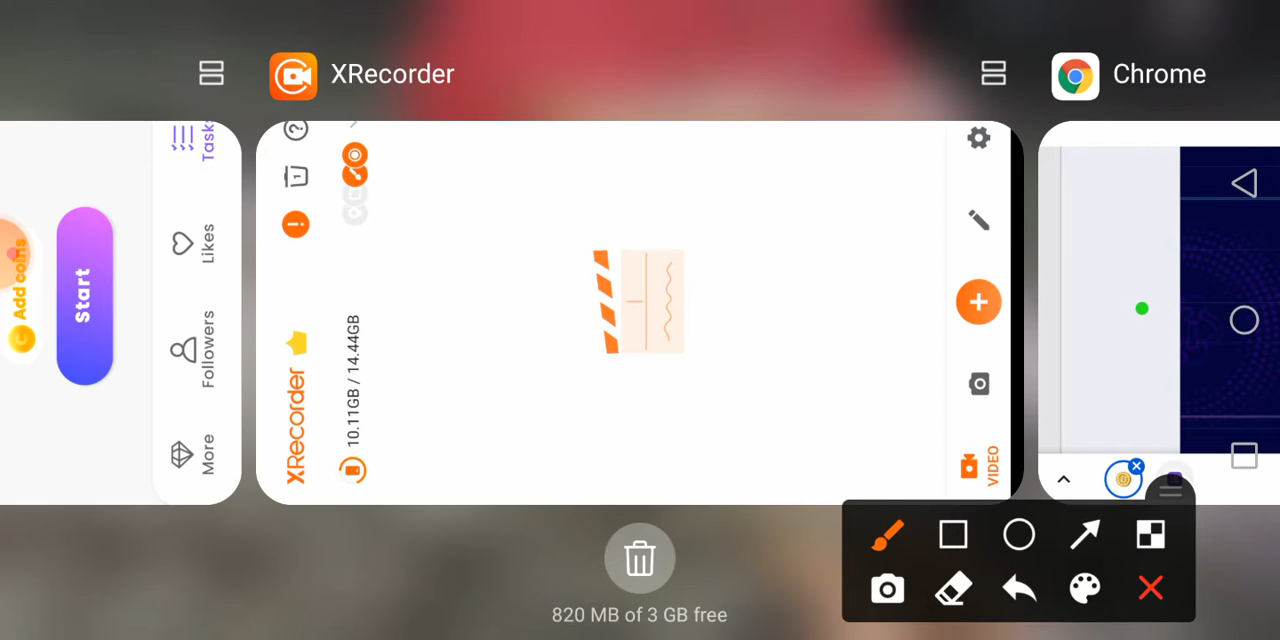 XRecorder
Chrome
Add coins
Start
Tasks
Likes
Followers
More
XRecorder
10.11GB / 14.44GB
VIDEO
820 MB of 3 GB free